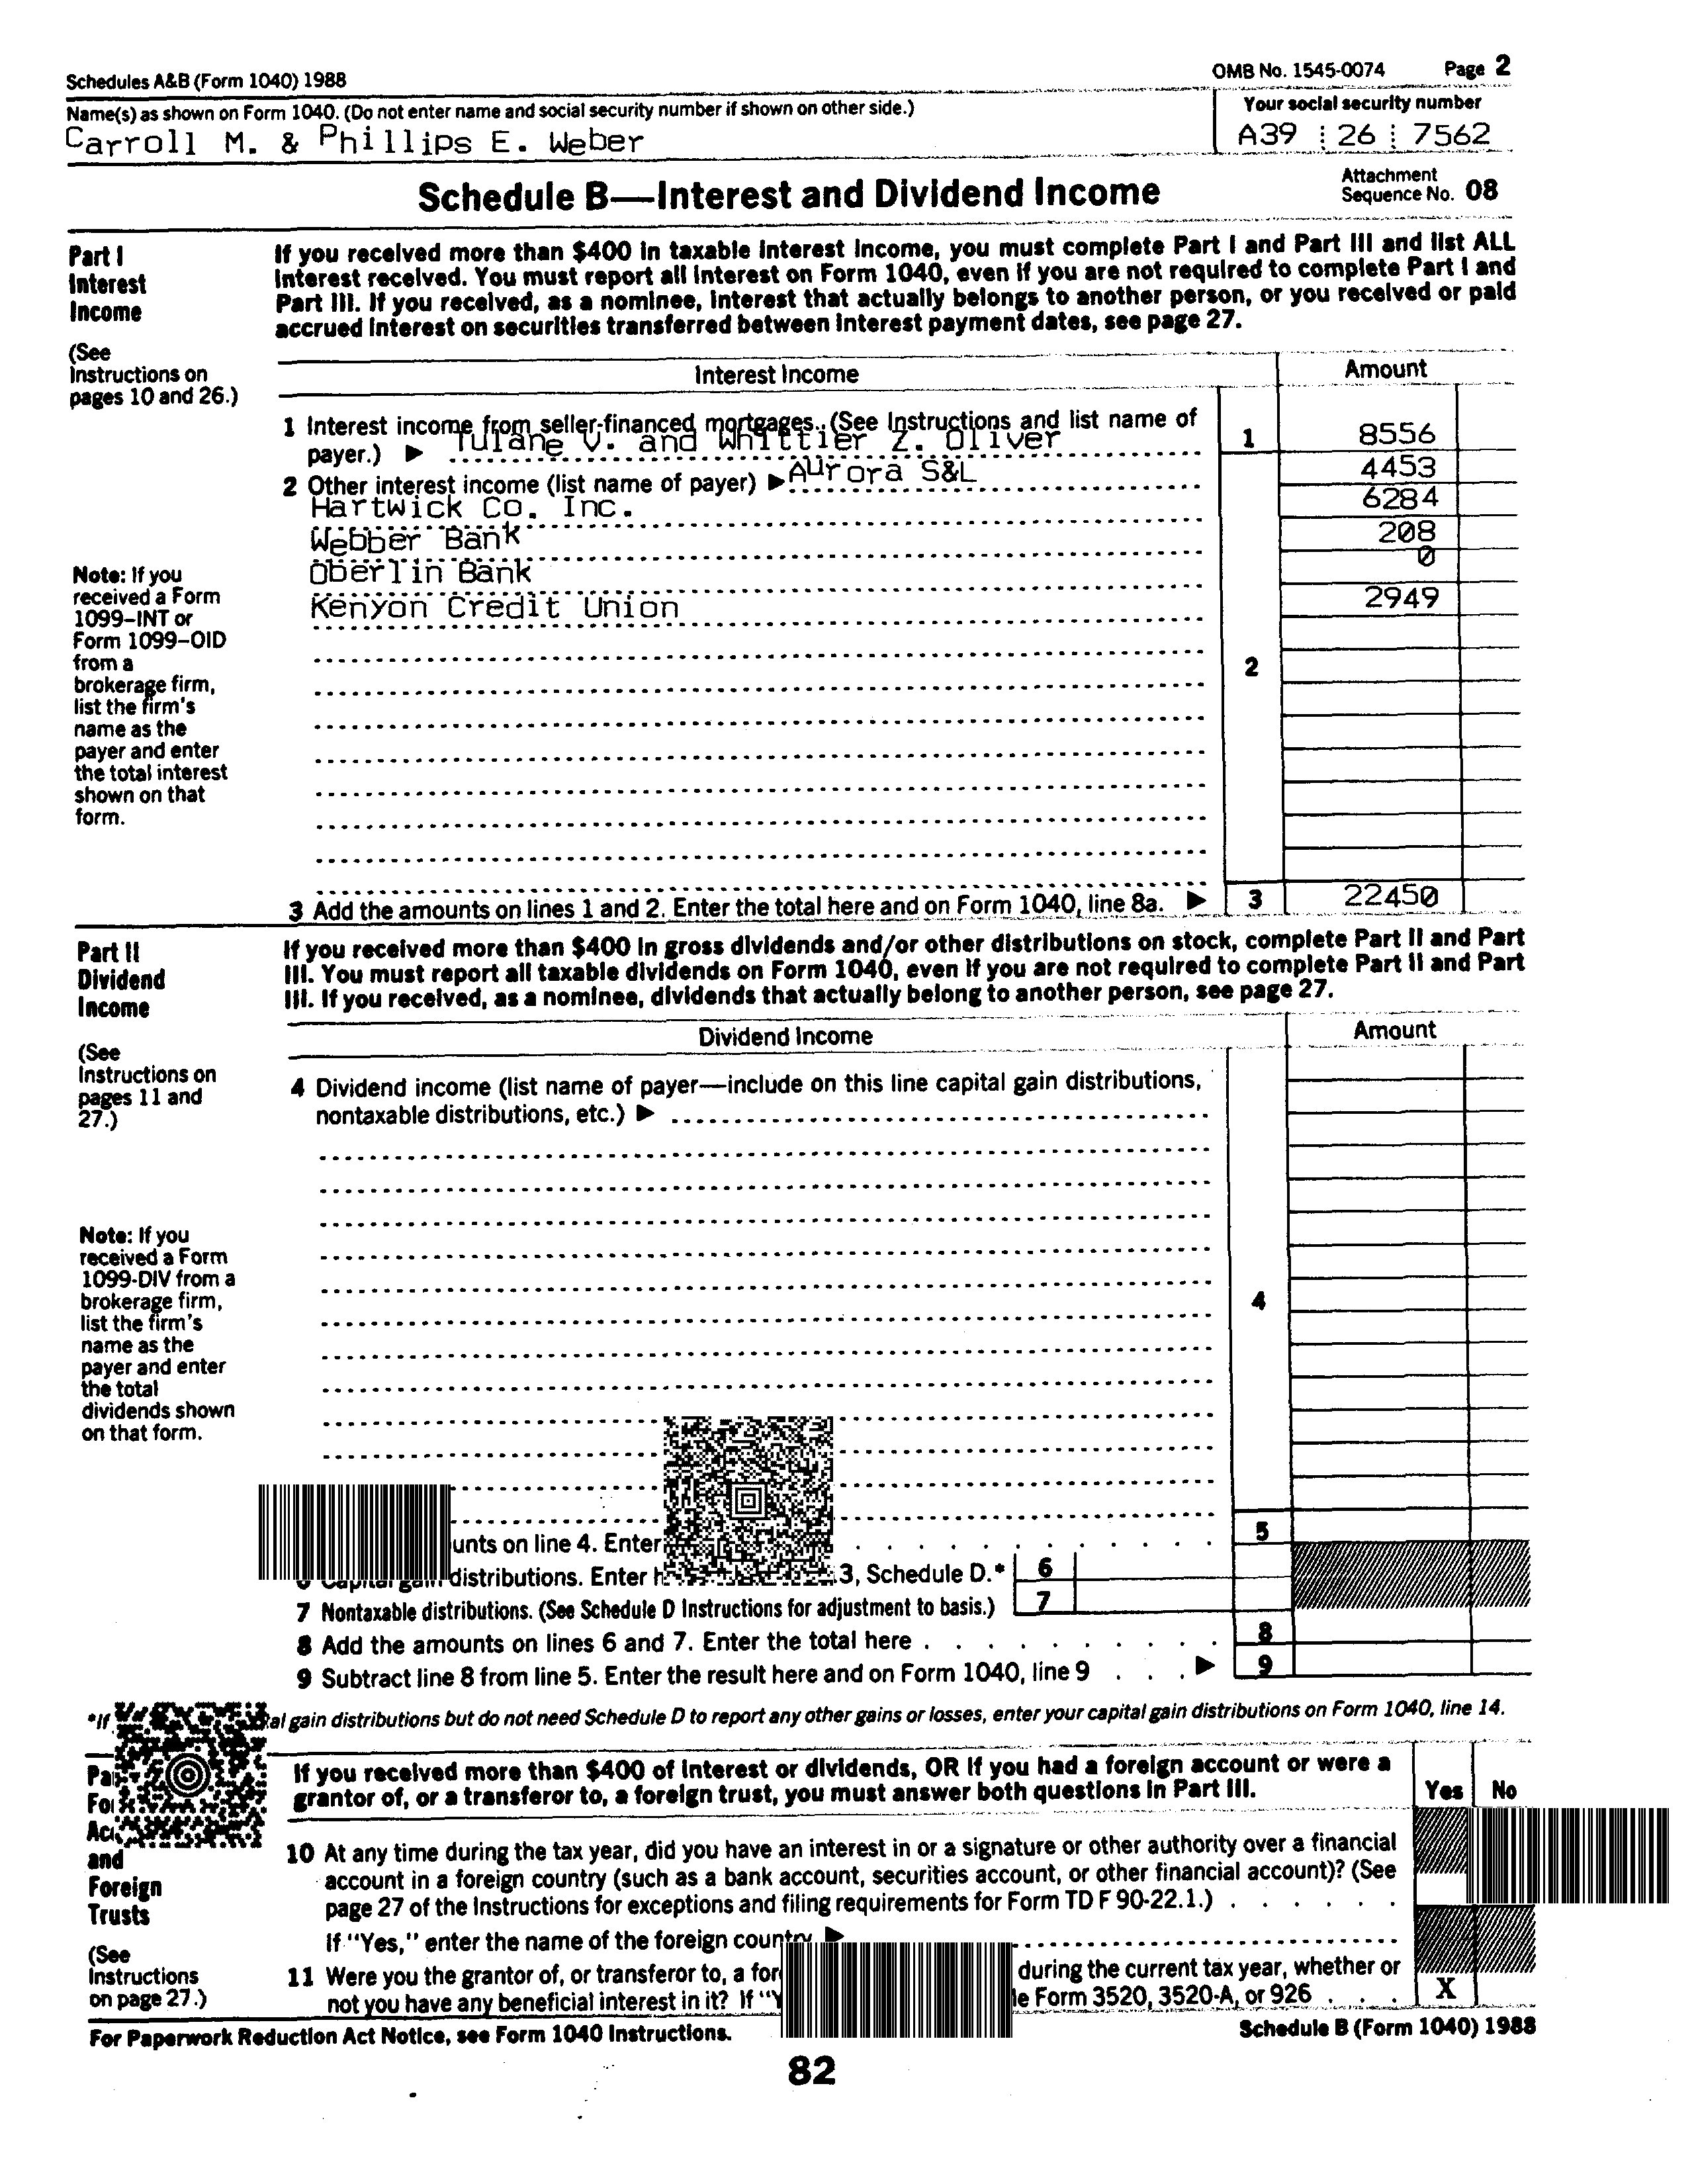 Schedules A&B (Form 1040) 1988
OMB No. 1545-0074 Page 2
Name(s) as shown on Form 1040. (Do not enter name and social security number if shown on other side.)
Your social security number
Carroll M. & Phillips E. Weber
A39 26 7562
Schedule B—Interest and Dividend Income
Attachment
Sequence No. 08
Part I
Interest
Income
(See
Instructions on
pages 10 and 26.)
If you received more than $400 in taxable interest income, you must complete Part I and Part III and list ALL
interest received. You must report all interest on Form 1040, even if you are not required to complete Part I and
Part III. If you received, as a nominee, interest that actually belongs to another person, or you received or paid
accrued interest on securities transferred between interest payment dates, see page 27.
Interest Income Amount
1 Interest income from seller-financed mortgages. (See Instructions and list name of
payer.) ▶ Tulane V. and Whittier Z. Oliver 1 8556
2 Other interest income (list name of payer) ▶ Aurora S&L 4453
Hartwick Co. Inc. 6284
Webber Bank 208
Oberlin Bank 0
Kenyon Credit Union 2949
2
Note: If you
received a Form
1099–INT or
Form 1099–OID
from a
brokerage firm,
list the firm's
name as the
payer and enter
the total interest
shown on that
form.
3 Add the amounts on lines 1 and 2. Enter the total here and on Form 1040, line 8a. ▶ 3 22450
Part II
Dividend
Income
(See
Instructions on
pages 11 and
27.)
If you received more than $400 in gross dividends and/or other distributions on stock, complete Part II and Part
III. You must report all taxable dividends on Form 1040, even if you are not required to complete Part II and Part
III. If you received, as a nominee, dividends that actually belong to another person, see page 27.
Dividend Income Amount
4 Dividend income (list name of payer—include on this line capital gain distributions,
nontaxable distributions, etc.) ▶
4
Note: If you
received a Form
1099-DIV from a
brokerage firm,
list the firm's
name as the
payer and enter
the total
dividends shown
on that form.
unts on line 4. Enter 5
Capital gain distributions. Enter 3, Schedule D.* 6
7 Nontaxable distributions. (See Schedule D Instructions for adjustment to basis.) 7
8 Add the amounts on lines 6 and 7. Enter the total here 8
9 Subtract line 8 from line 5. Enter the result here and on Form 1040, line 9 ▶ 9
*If al gain distributions but do not need Schedule D to report any other gains or losses, enter your capital gain distributions on Form 1040, line 14.
and
Foreign
Trusts
(See
Instructions
on page 27.)
If you received more than $400 of interest or dividends, OR if you had a foreign account or were a
grantor of, or a transferor to, a foreign trust, you must answer both questions in Part III.
Yes No
10 At any time during the tax year, did you have an interest in or a signature or other authority over a financial
account in a foreign country (such as a bank account, securities account, or other financial account)? (See
page 27 of the Instructions for exceptions and filing requirements for Form TD F 90-22.1.)
If "Yes," enter the name of the foreign country ▶
11 Were you the grantor of, or transferor to, a for during the current tax year, whether or
not you have any beneficial interest in it? If "Y le Form 3520, 3520-A, or 926 X
For Paperwork Reduction Act Notice, see Form 1040 Instructions.
Schedule B (Form 1040) 1988
82